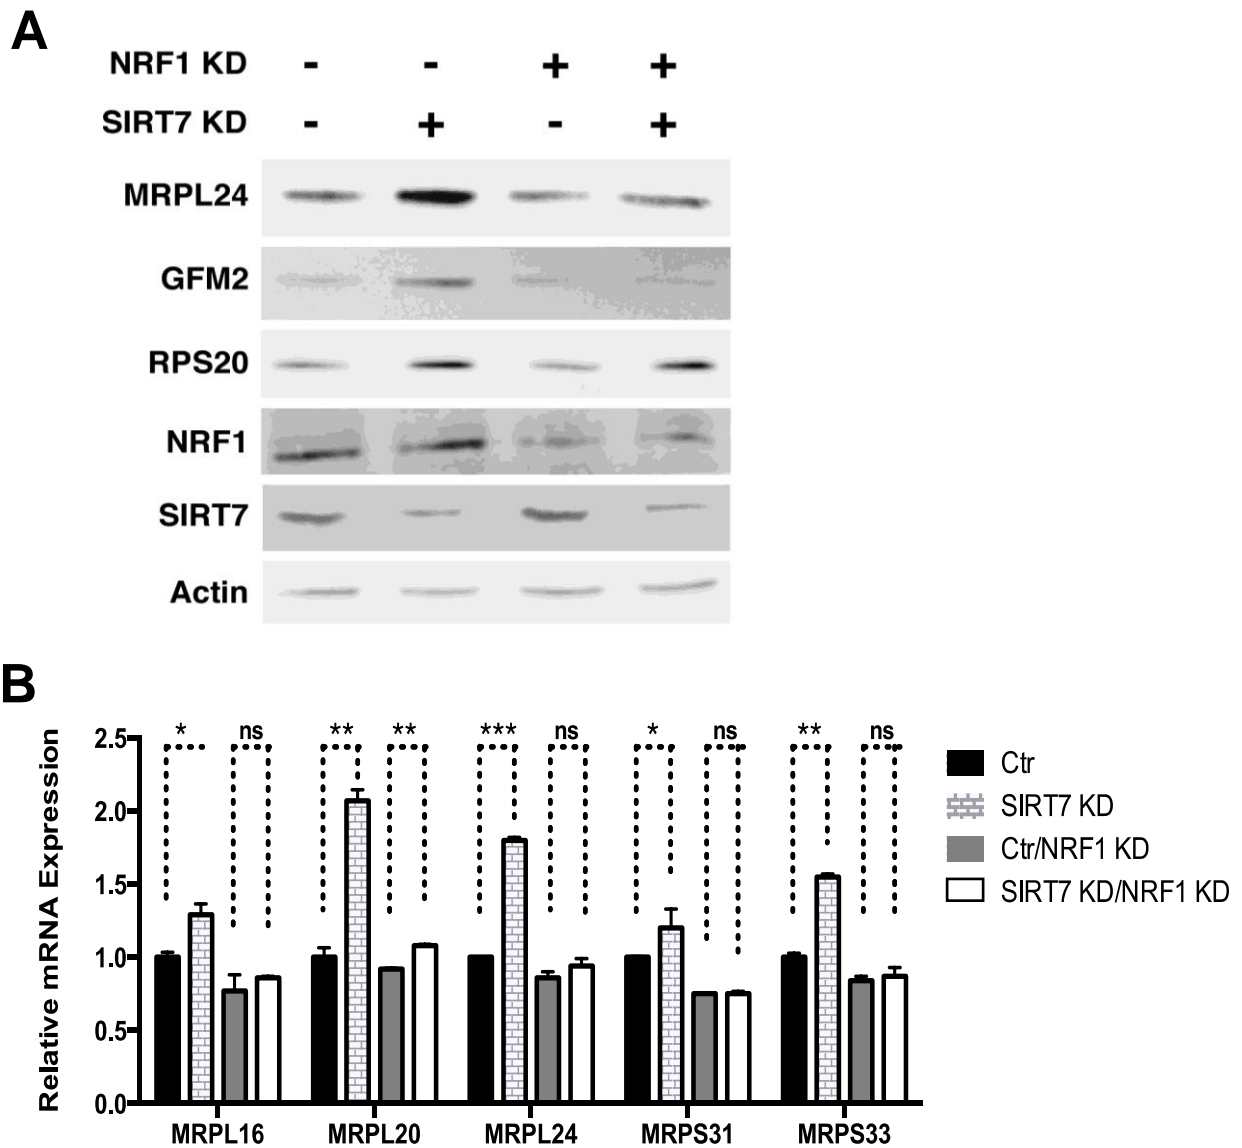 A
NRF1 KD - - + +
SIRT7 KD - + - +
MRPL24
GFM2
RPS20
NRF1
SIRT7
Actin
B
* ns ** ** *** ns * ns ** ns
2.5
2.0
1.5
1.0
0.5
0.0
Relative mRNA Expression
Ctr
SIRT7 KD
Ctr/NRF1 KD
SIRT7 KD/NRF1 KD
MRPL16 MRPL20 MRPL24 MRPS31 MRPS33